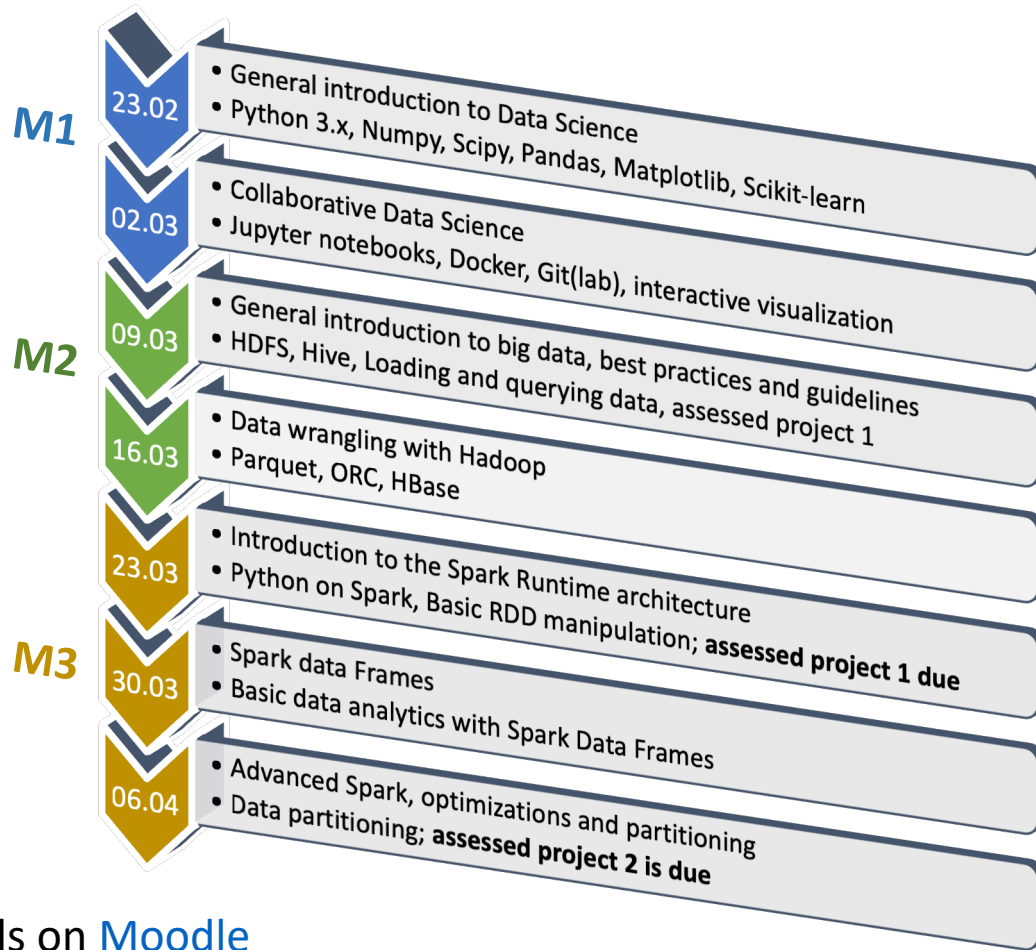 M1
23.02
• General introduction to Data Science
• Python 3.x, Numpy, Scipy, Pandas, Matplotlib, Scikit-learn
02.03
• Collaborative Data Science
• Jupyter notebooks, Docker, Git(lab), interactive visualization
M2
09.03
• General introduction to big data, best practices and guidelines
• HDFS, Hive, Loading and querying data, assessed project 1
16.03
• Data wrangling with Hadoop
• Parquet, ORC, HBase
M3
23.03
• Introduction to the Spark Runtime architecture
• Python on Spark, Basic RDD manipulation; assessed project 1 due
30.03
• Spark data Frames
• Basic data analytics with Spark Data Frames
06.04
• Advanced Spark, optimizations and partitioning
• Data partitioning; assessed project 2 is due
ls on Moodle